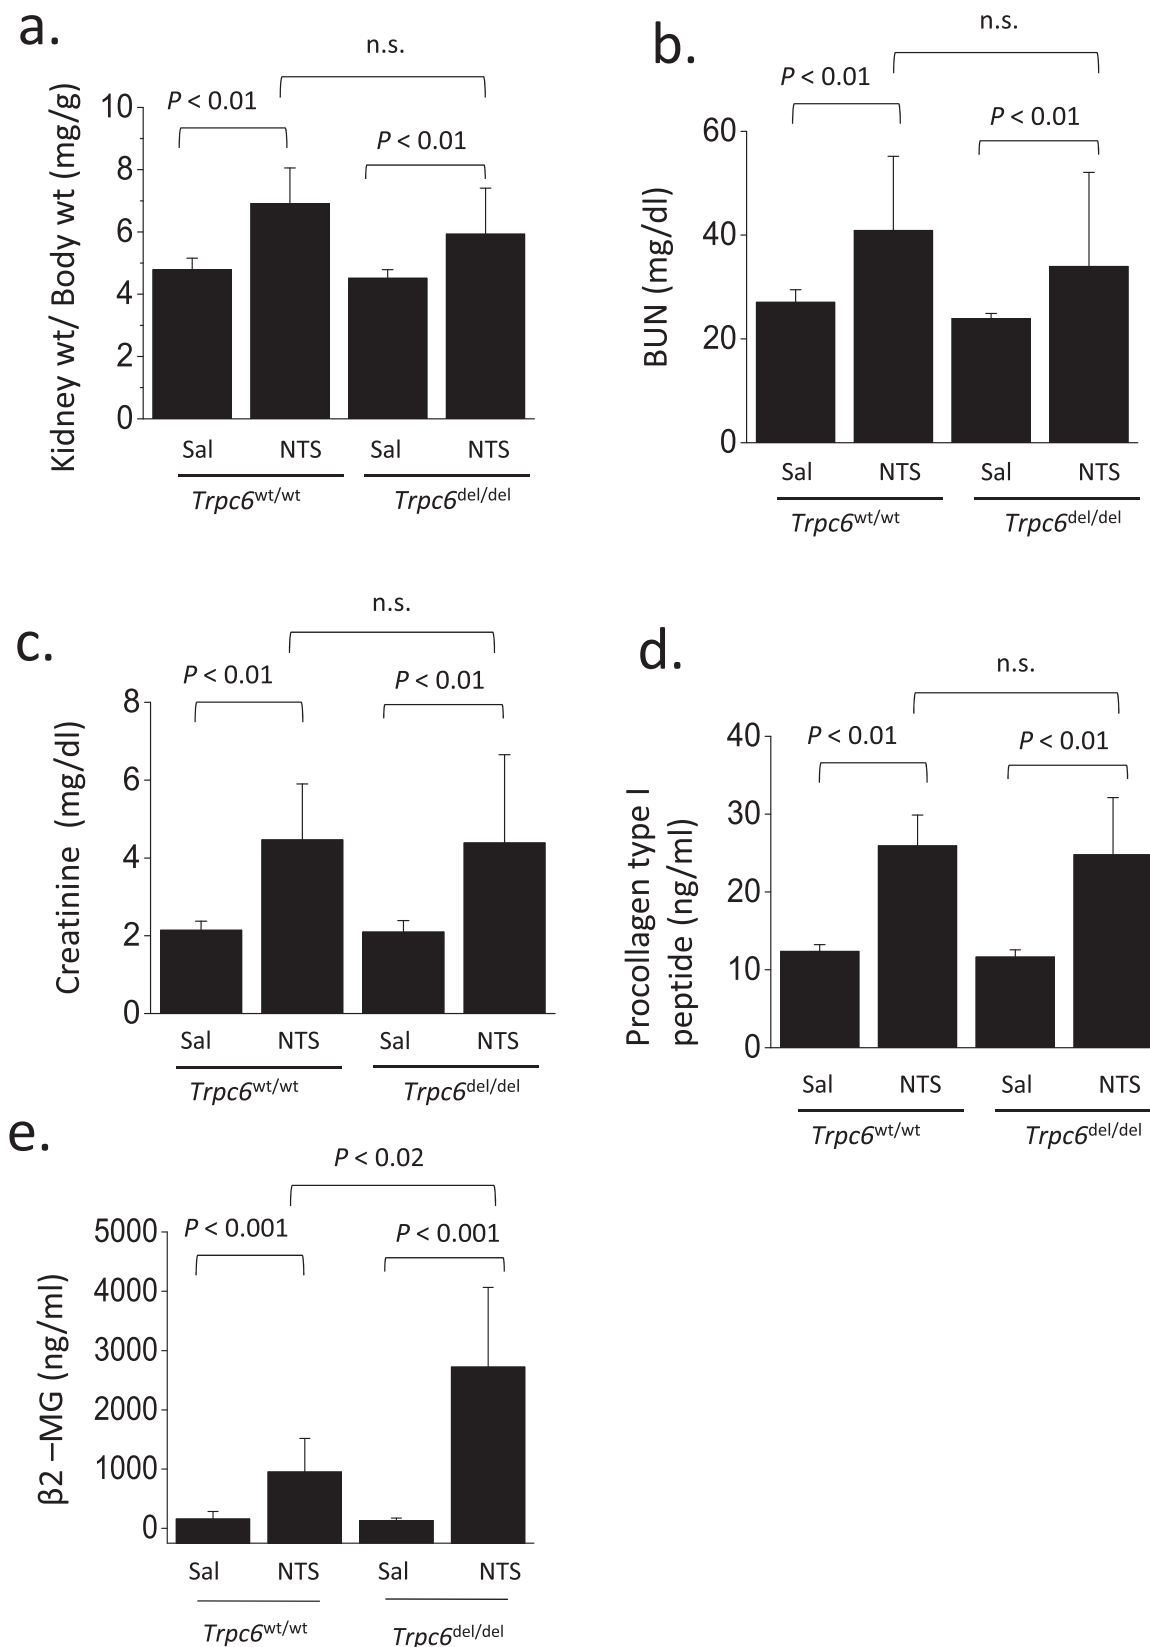 a.
n.s.
P < 0.01
P < 0.01
Kidney wt/ Body wt (mg/g)
10
8
6
4
2
0
Sal NTS Sal NTS
Trpc6wt/wt Trpc6del/del
b.
n.s.
P < 0.01
P < 0.01
BUN (mg/dl)
60
40
20
0
Sal NTS Sal NTS
Trpc6wt/wt Trpc6del/del
c.
n.s.
P < 0.01
P < 0.01
Creatinine (mg/dl)
8
6
4
2
0
Sal NTS Sal NTS
Trpc6wt/wt Trpc6del/del
d.
n.s.
P < 0.01
P < 0.01
Procollagen type I
peptide (ng/ml)
40
30
20
10
0
Sal NTS Sal NTS
Trpc6wt/wt Trpc6del/del
e.
P < 0.02
P < 0.001
P < 0.001
β2 –MG (ng/ml)
5000
4000
3000
2000
1000
0
Sal NTS Sal NTS
Trpc6wt/wt Trpc6del/del